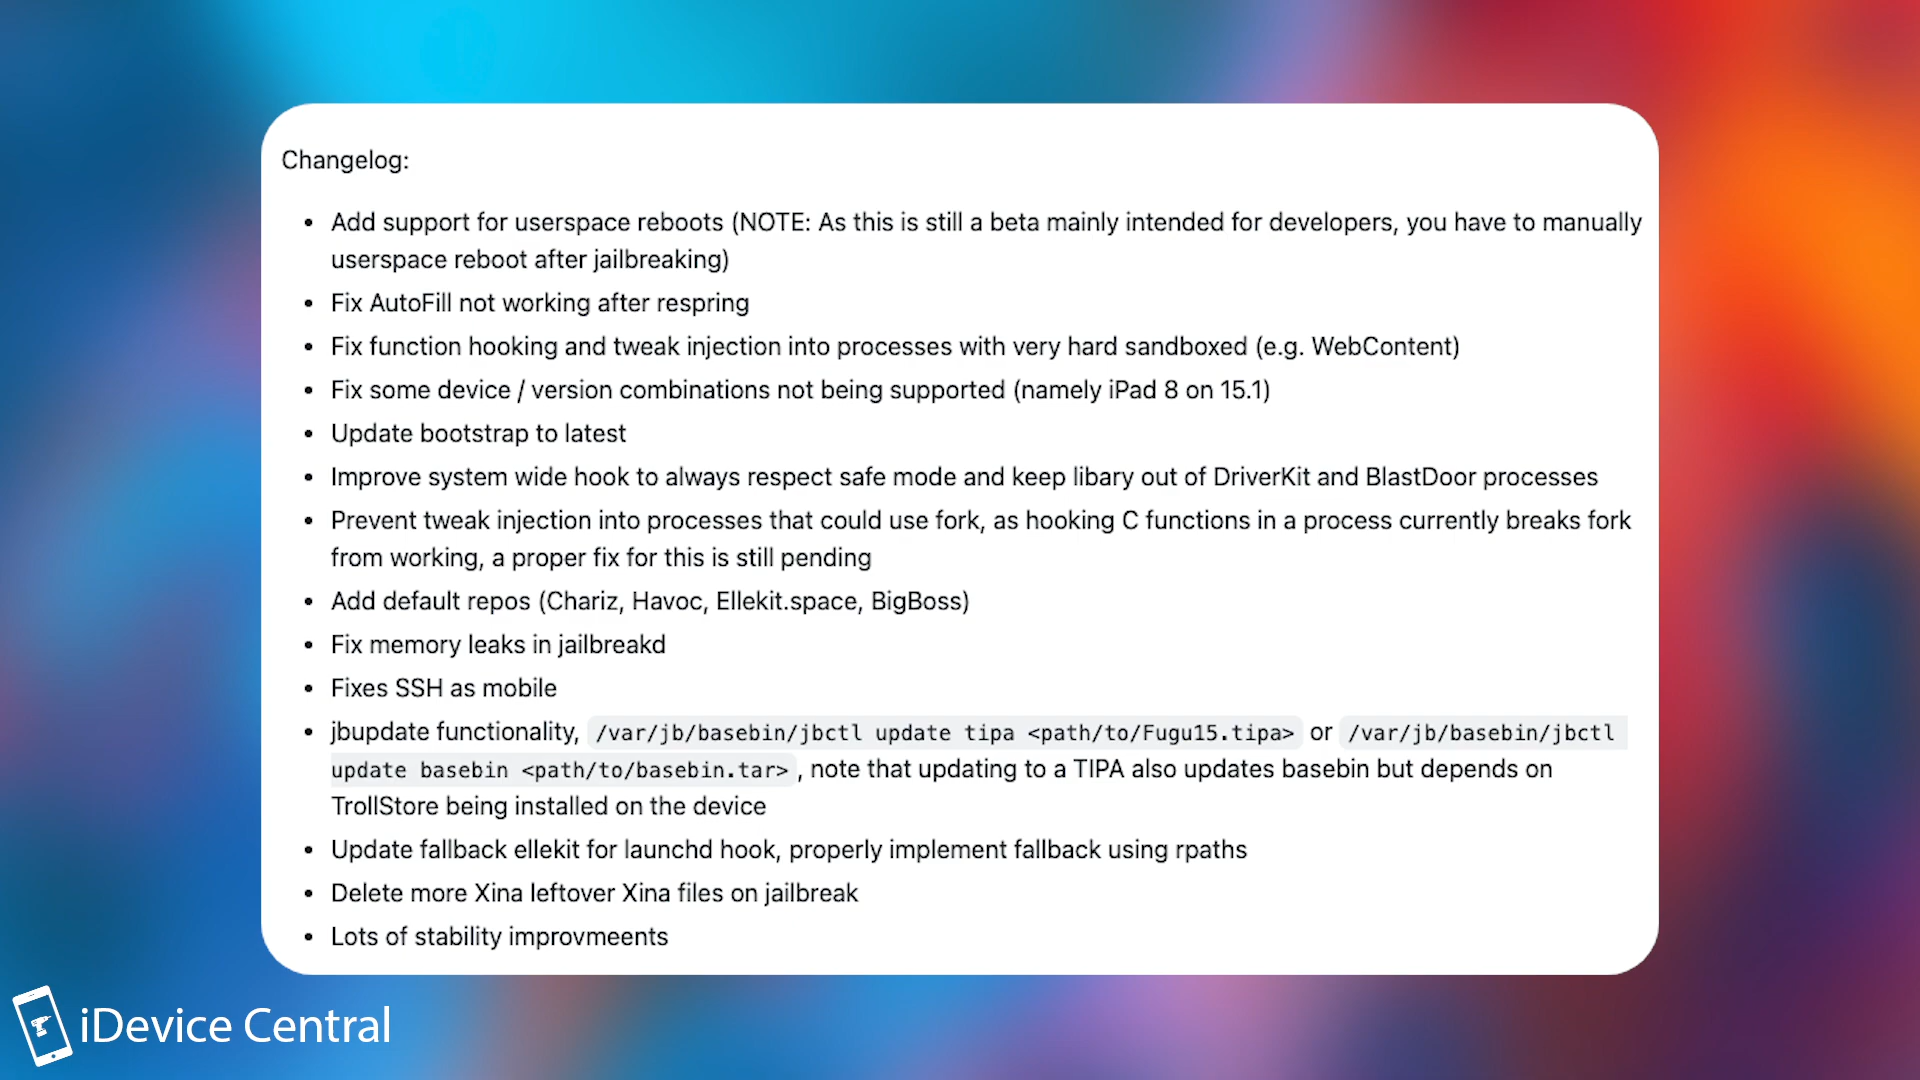 Changelog:
• Add support for userspace reboots (NOTE: As this is still a beta mainly intended for developers, you have to manually
userspace reboot after jailbreaking)
• Fix AutoFill not working after respring
• Fix function hooking and tweak injection into processes with very hard sandboxed (e.g. WebContent)
• Fix some device / version combinations not being supported (namely iPad 8 on 15.1)
• Update bootstrap to latest
• Improve system wide hook to always respect safe mode and keep libary out of DriverKit and BlastDoor processes
• Prevent tweak injection into processes that could use fork, as hooking C functions in a process currently breaks fork
from working, a proper fix for this is still pending
• Add default repos (Chariz, Havoc, Ellekit.space, BigBoss)
• Fix memory leaks in jailbreakd
• Fixes SSH as mobile
• jbupdate functionality, /var/jb/basebin/jbctl update tipa <path/to/Fugu15.tipa> or /var/jb/basebin/jbctl
update basebin <path/to/basebin.tar> , note that updating to a TIPA also updates basebin but depends on
TrollStore being installed on the device
• Update fallback ellekit for launchd hook, properly implement fallback using rpaths
• Delete more Xina leftover Xina files on jailbreak
• Lots of stability improvmeents
iDevice Central